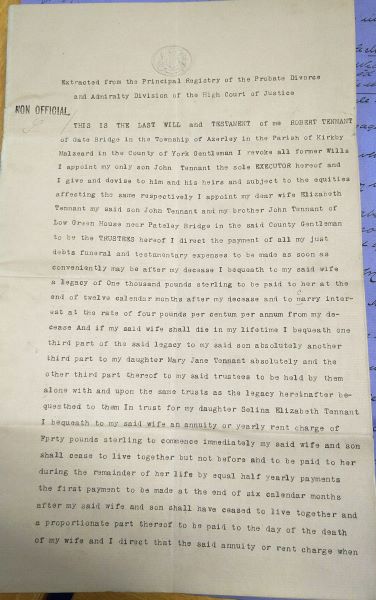 Extracted from the Principal Registry of the Probate Divorce
and Admiralty Division of the High Court of Justice
NON OFFICIAL
THIS IS THE LAST WILL and TESTAMENT of me ROBERT TENNANT
of Gate Bridge in the Township of Azerley in the Parish of Kirkby
Malzeard in the County of York Gentleman I revoke all former Wills
I appoint my only son John Tennant the sole EXECUTOR hereof and
I give and devise to him and his heirs and subject to the equities
affecting the same respectively I appoint my dear wife Elizabeth
Tennant my said son John Tennant and my brother John Tennant of
Low Green House near Pateley Bridge in the said County Gentleman
to be the TRUSTEES hereof I direct the payment of all my just
debts funeral and testamentary expenses to be made as soon as
conveniently may be after my decease I bequeath to my said wife
a legacy of One thousand pounds sterling to be paid to her at the
end of twelve calendar months after my decease and to marry inter-
est at the rate of four pounds per centum per annum from my de-
cease And if my said wife shall die in my lifetime I bequeath one
third part of the said legacy to my said son absolutely another
third part to my daughter Mary Jane Tennant absolutely and the
other third part thereof to my said trustees to be held by them
alone with and upon the same trusts as the legacy hereinafter be-
questhed to them In trust for my daughter Selina Elizabeth Tennant
I bequeath to my said wife an annuity or yearly rent charge of
Fprty pounds sterling to commence immediately my said wife and son
shall cease to live together but not before and to be paid to her
during the remainder of her life by equal half yearly payments
the first payment to be made at the end of six calendar months
after my said wife and son shall have ceased to live together and
a proportionate part thereof to be paid to the day of the death
of my wife and I direct that the said annuity or rent charge when